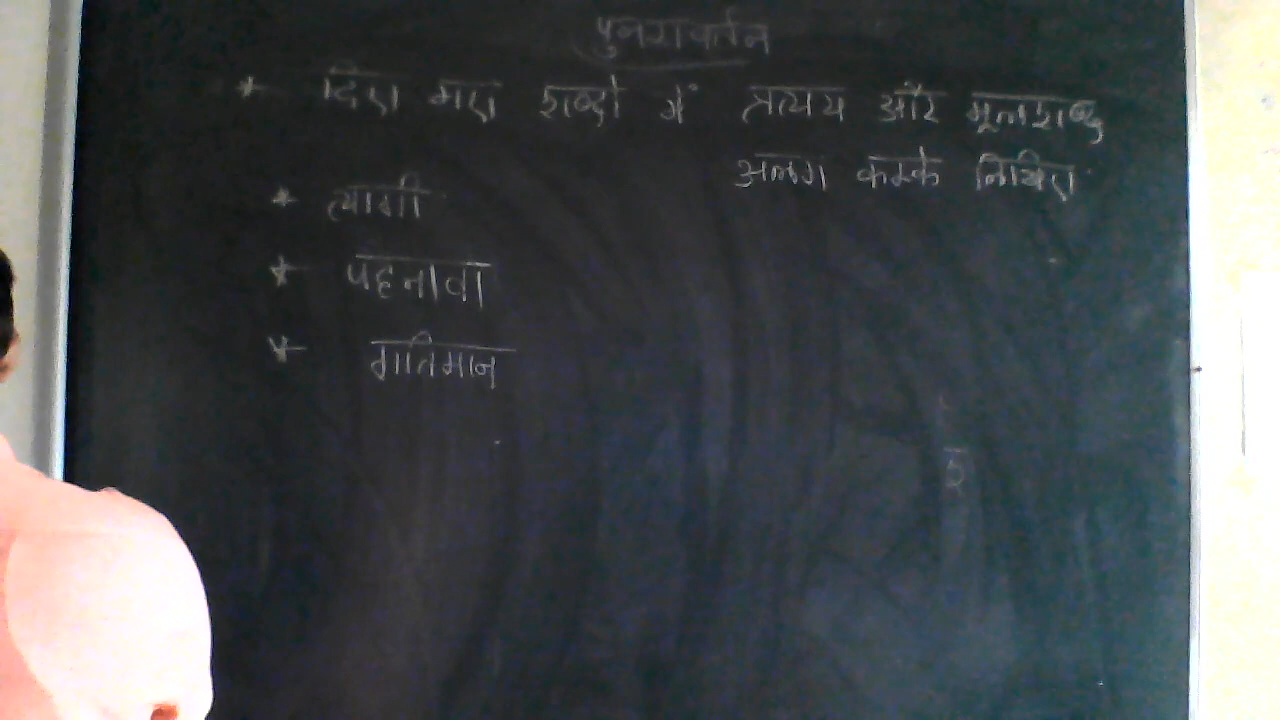 पुनरावर्तन
* दिए गए शब्दों में प्रत्यय और मूलशब्द
अलग करके लिखिए
* त्यागी
* पहनावा
* गतिमान